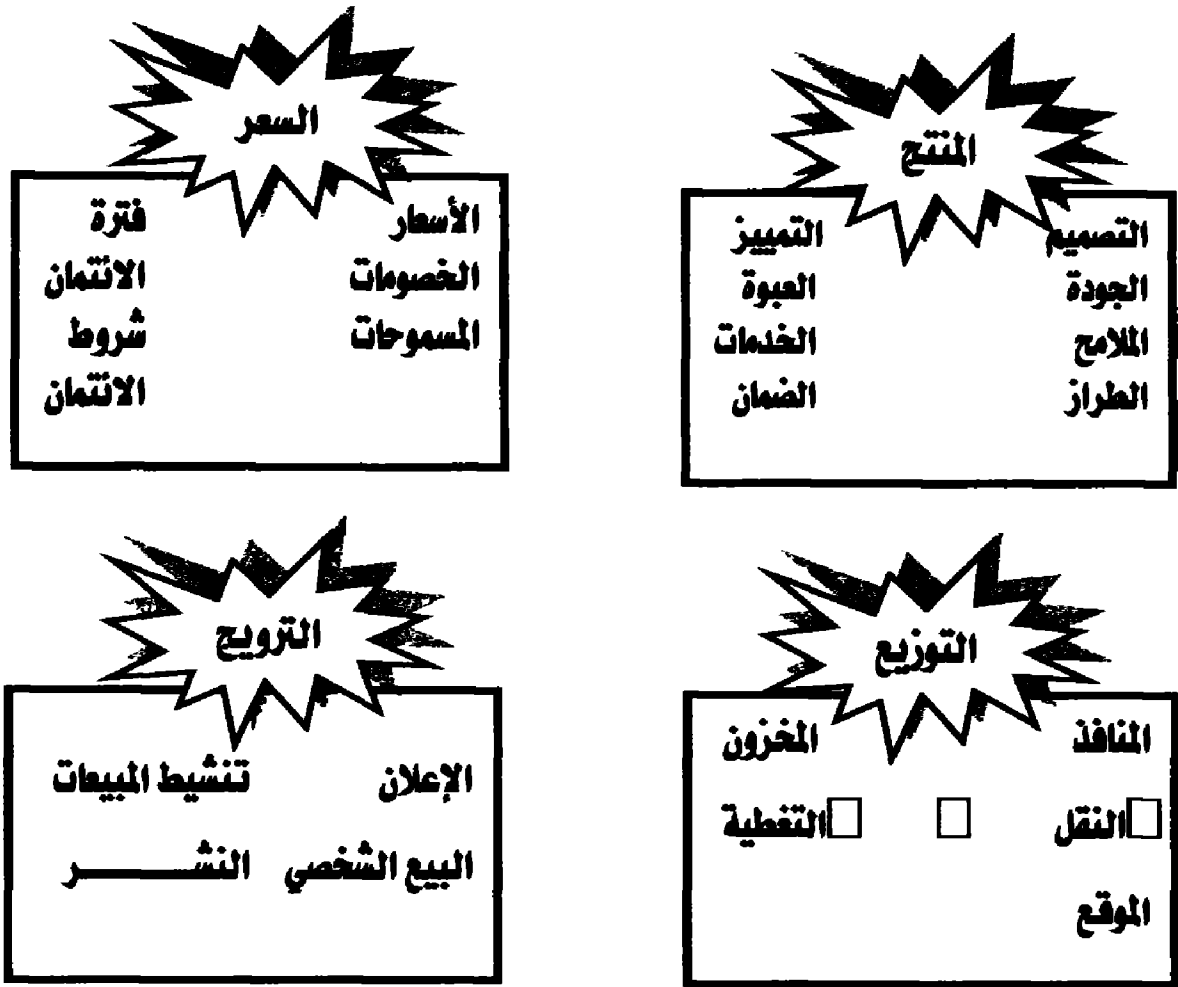 المنتج
التصميم التمييز
الجودة العبوة
الملامح الخدمات
الطراز الضمان
السعر
الأسعار فترة
الخصومات الائتمان
المسموحات شروط
الائتمان
التوزيع
المنافذ المخزون
النقل التغطية
الموقع
الترويج
الإعلان تنشيط المبيعات
البيع الشخصي النشـــــــــر